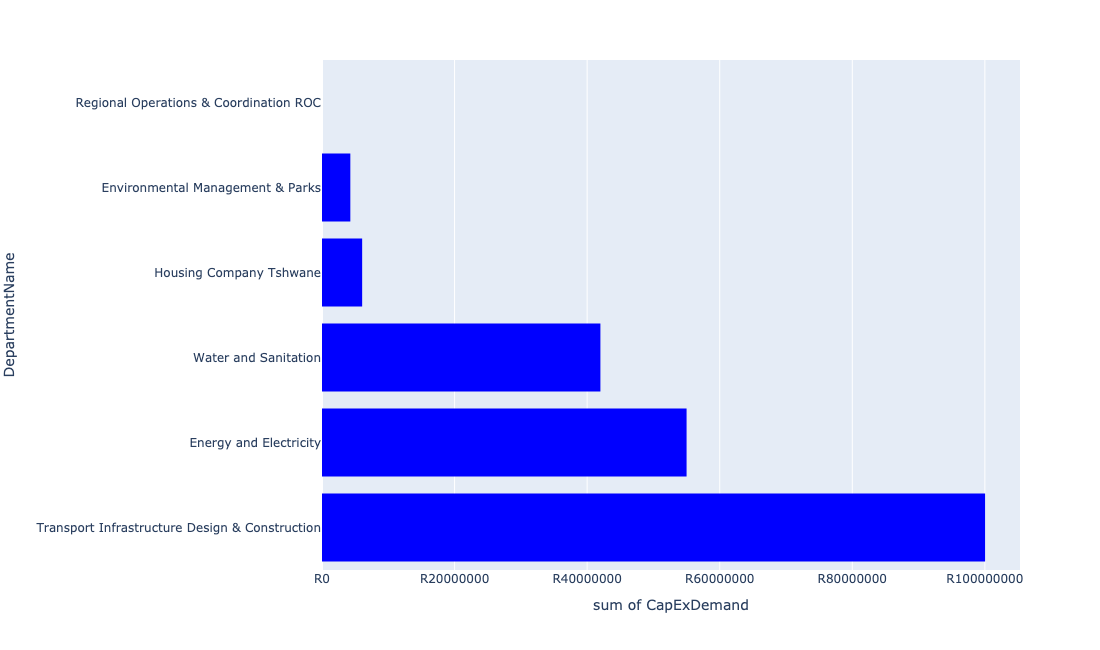 DepartmentName
Regional Operations & Coordination ROC
Environmental Management & Parks
Housing Company Tshwane
Water and Sanitation
Energy and Electricity
Transport Infrastructure Design & Construction
R0 R20000000 R40000000 R60000000 R80000000 R100000000
sum of CapExDemand